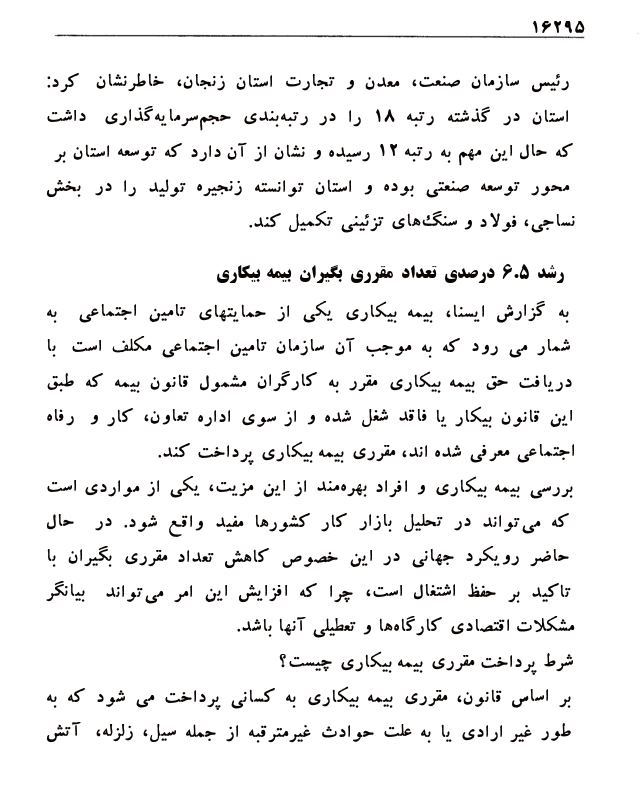 ۱۶۲۹۵
رئیس سازمان صنعت، معدن و تجارت استان زنجان، خاطرنشان کرد:
استان در گذشته رتبه ۱۸ را در رتبه‌بندی حجم‌سرمایه‌گذاری داشت
که حال این مهم به رتبه ۱۲ رسیده و نشان از آن دارد که توسعه استان بر
محور توسعه صنعتی بوده و استان توانسته زنجیره تولید را در بخش
نساجی، فولاد و سنگ‌های تزئینی تکمیل کند.
رشد ۶.۵ درصدی تعداد مقرری بگیران بیمه بیکاری
به گزارش ایسنا، بیمه بیکاری یکی از حمایتهای تامین اجتماعی به
شمار می رود که به موجب آن سازمان تامین اجتماعی مکلف است با
دریافت حق بیمه بیکاری مقرر به کارگران مشمول قانون بیمه که طبق
این قانون بیکار یا فاقد شغل شده و از سوی اداره تعاون، کار و رفاه
اجتماعی معرفی شده اند، مقرری بیمه بیکاری پرداخت کند.
بررسی بیمه بیکاری و افراد بهره‌مند از این مزیت، یکی از مواردی است
که می‌تواند در تحلیل بازار کار کشورها مفید واقع شود. در حال
حاضر رویکرد جهانی در این خصوص کاهش تعداد مقرری بگیران با
تاکید بر حفظ اشتغال است، چرا که افزایش این امر می‌تواند بیانگر
مشکلات اقتصادی کارگاه‌ها و تعطیلی آنها باشد.
شرط پرداخت مقرری بیمه بیکاری چیست؟
بر اساس قانون، مقرری بیمه بیکاری به کسانی پرداخت می شود که به
طور غیر ارادی یا به علت حوادث غیرمترقبه از جمله سیل، زلزله، آتش